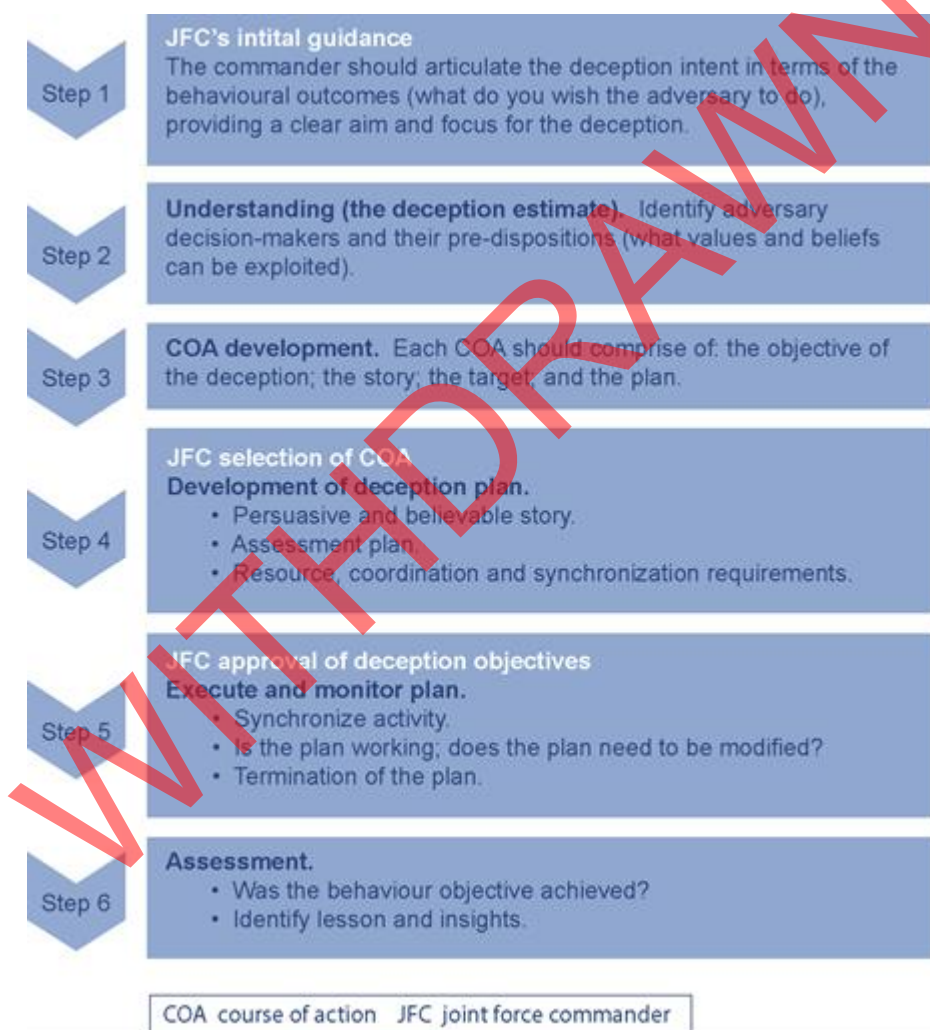 JFC's intital guidance
The commander should articulate the deception intent in terms of the
Step 1
behavioural outcomes (what do you wish the adversary to do),
providing a clear aim and focus for the deception.
Understanding (the deception estimate). Identify adversary
Step 2
decision-makers and their pre-dispositions (what values and beliefs
can be exploited).
Step 3
COA development. Each COA should comprise of: the objective of
the deception; the story; the target; and the plan.
JFC selection of COA
Development of deception plan.
• Persuasive and believable story.
Step 4
• Assessment plan.
• Resource, coordination and synchronization requirements.
JFC approval of deception objectives
Execute and monitor plan.
• Synchronize activity.
Step 5
• Is the plan working; does the plan need to be modified?
• Termination of the plan.
Assessment.
• Was the behaviour objective achieved?
Step 6
• Identify lesson and insights.
COA course of action JFC joint force commander
WITHDRAWN